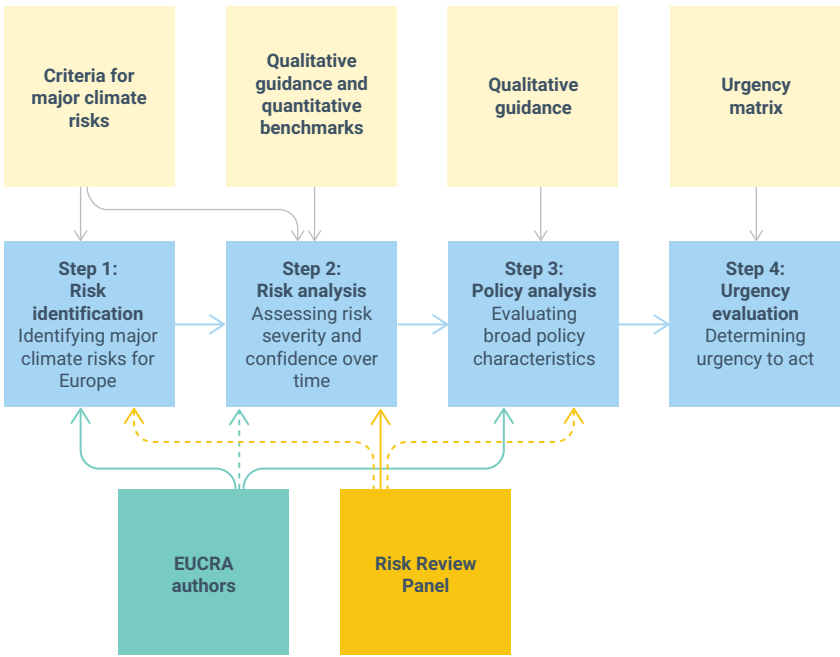 Criteria for
major climate
risks
Qualitative
guidance and
quantitative
benchmarks
Qualitative
guidance
Urgency
matrix
Step 1:
Risk
identification
Identifying major
climate risks for
Europe
Step 2:
Risk analysis
Assessing risk
severity and
confidence over
time
Step 3:
Policy analysis
Evaluating
broad policy
characteristics
Step 4:
Urgency
evaluation
Determining
urgency to act
EUCRA
authors
Risk Review
Panel